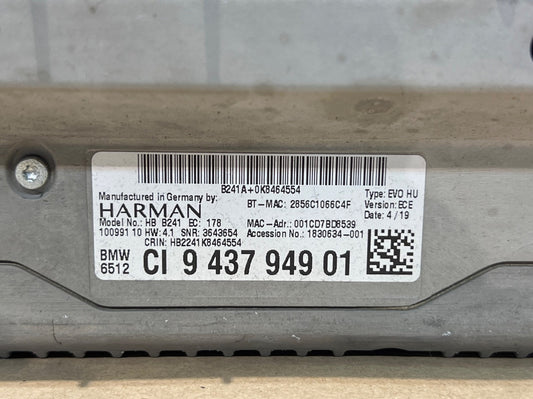 B241A+0K8464554
Manufactured in Germany by:
HARMAN
BT-MAC: 2856C1066C4F
Type: EVO HU
Version: ECE
Date: 4/19
Model No.: HB B241 EC: 178
MAC-Adr.: 001CD7BD8539
100991 10 HW: 4.1 SNR: 3643654
Accession No.: 1830634-001
CRIN: HB2241K8464554
BMW
6512
CI 9 437 949 01